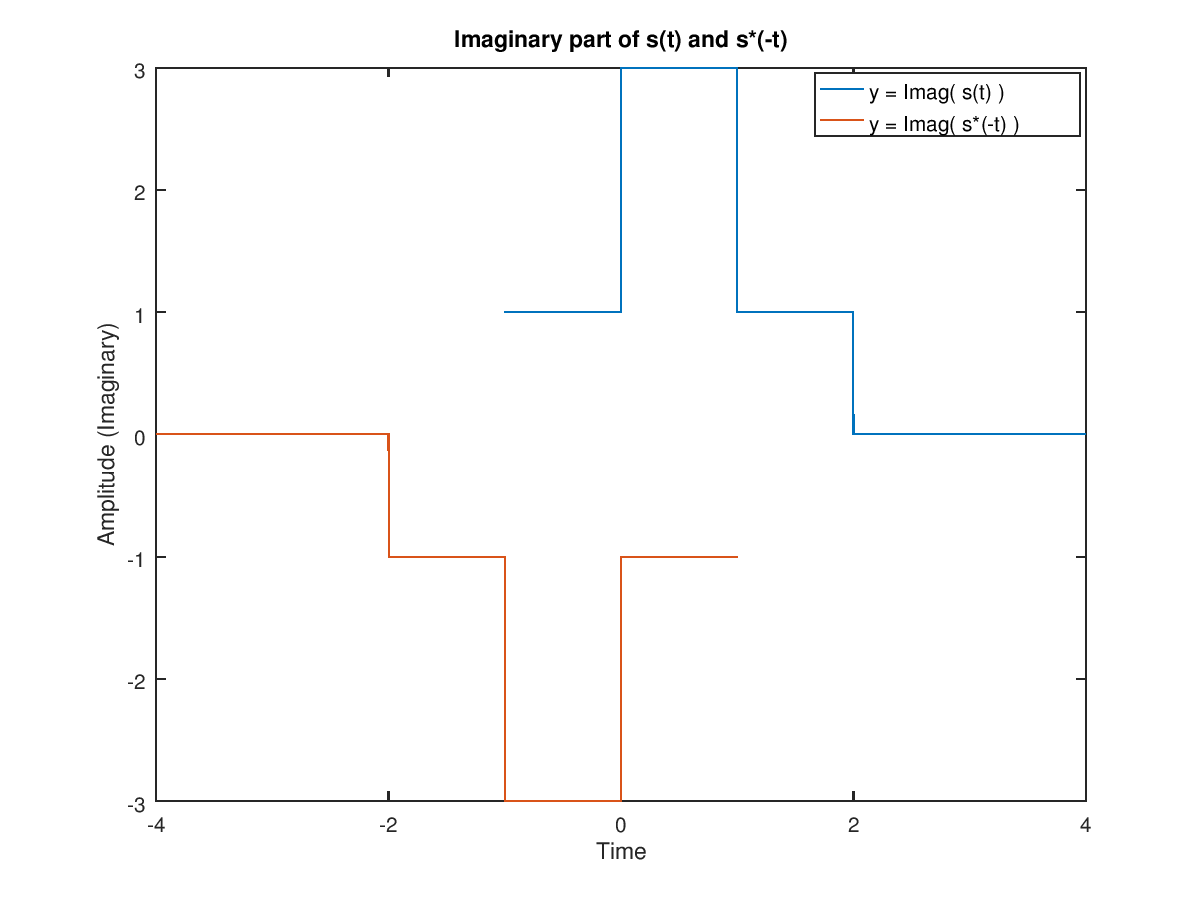 Imaginary part of s(t) and s*(-t)
y = Imag( s(t) )
y = Imag( s*(-t) )
Amplitude (Imaginary)
3
2
1
0
-1
-2
-3
-4
-2
0
2
4
Time